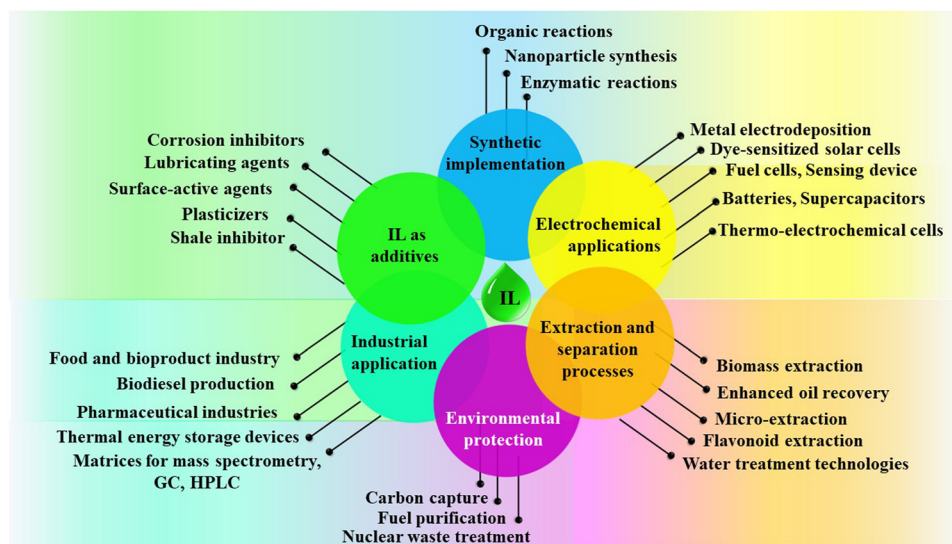 Organic reactions
Nanoparticle synthesis
Enzymatic reactions
Synthetic
implementation
Metal electrodeposition
Dye-sensitized solar cells
Fuel cells, Sensing device
Batteries, Supercapacitors
Thermo-electrochemical cells
Electrochemical
applications
Corrosion inhibitors
Lubricating agents
Surface-active agents
Plasticizers
Shale inhibitor
IL as
additives
IL
Industrial
application
Food and bioproduct industry
Biodiesel production
Pharmaceutical industries
Thermal energy storage devices
Matrices for mass spectrometry,
GC, HPLC
Environmental
protection
Carbon capture
Fuel purification
Nuclear waste treatment
Extraction and
separation
processes
Biomass extraction
Enhanced oil recovery
Micro-extraction
Flavonoid extraction
Water treatment technologies